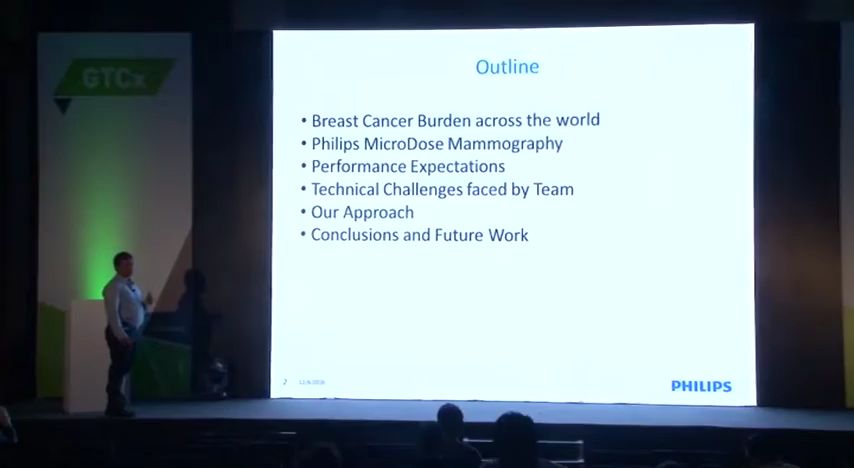 GTCx
Outline
• Breast Cancer Burden across the world
• Philips MicroDose Mammography
• Performance Expectations
• Technical Challenges faced by Team
• Our Approach
• Conclusions and Future Work
2
PHILIPS